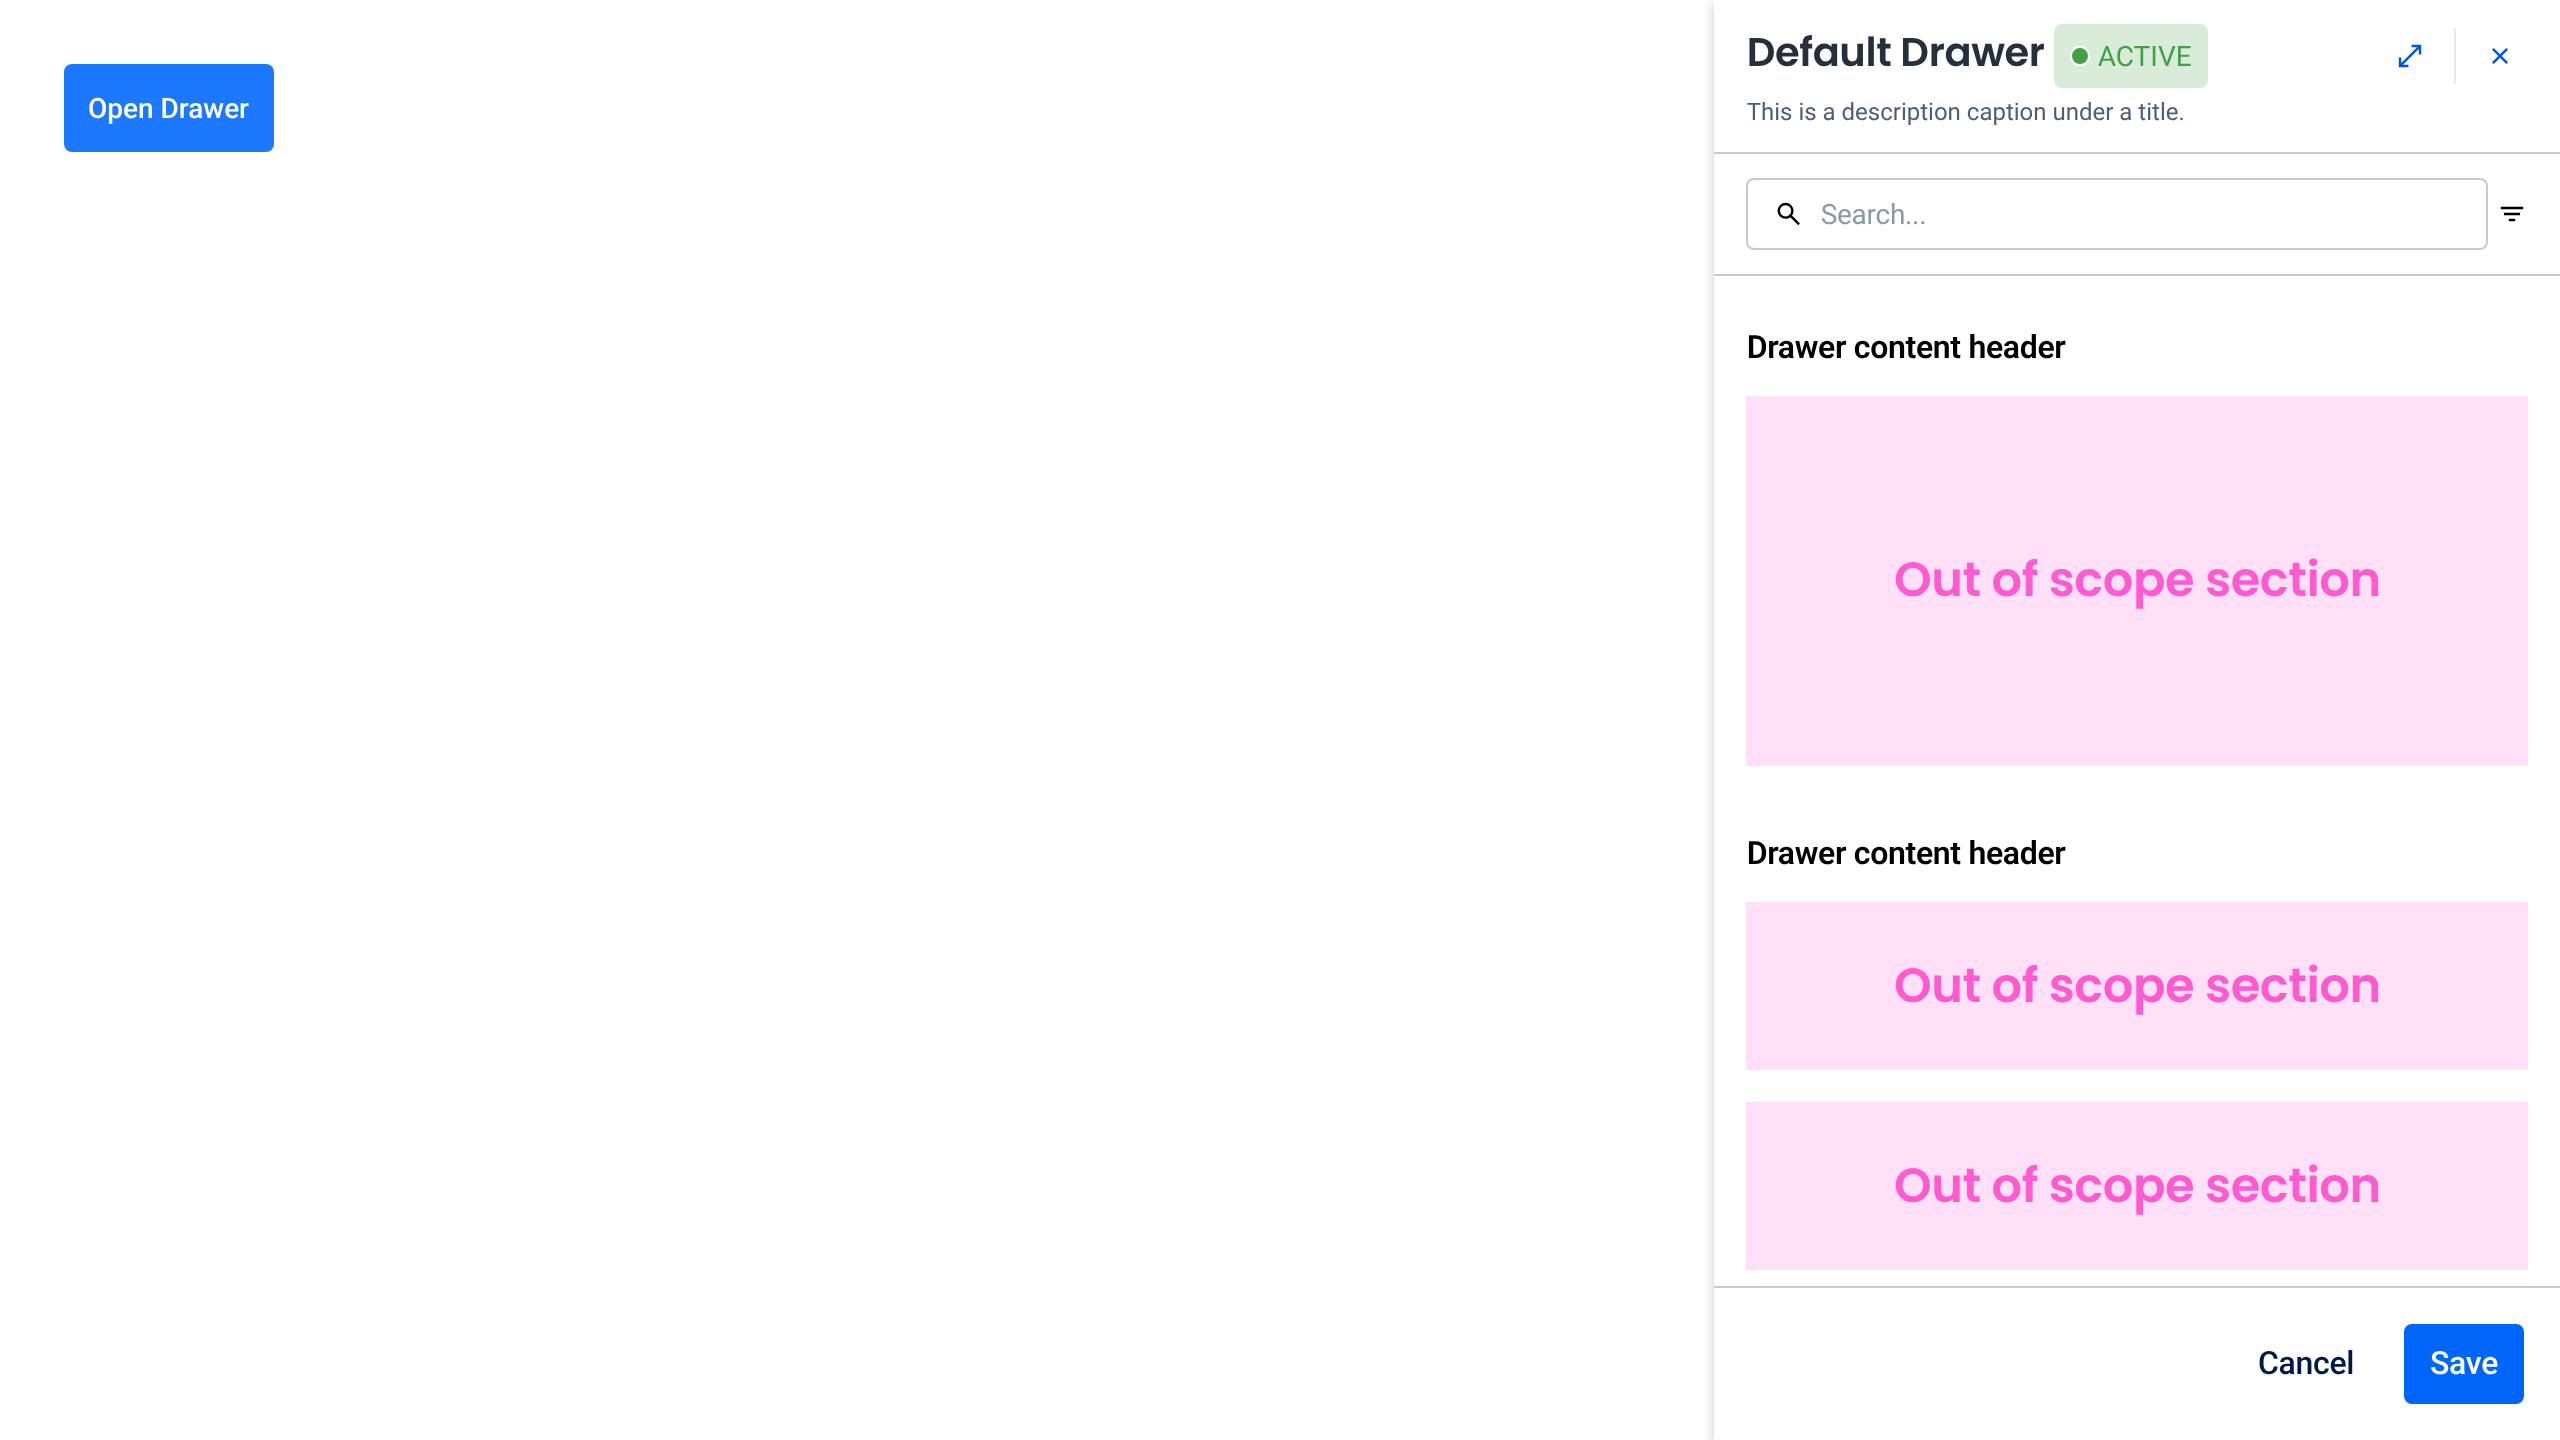 Open Drawer
Default Drawer
ACTIVE
This is a description caption under a title.
Search...
Drawer content header
Out of scope section
Drawer content header
Out of scope section
Out of scope section
Cancel
Save